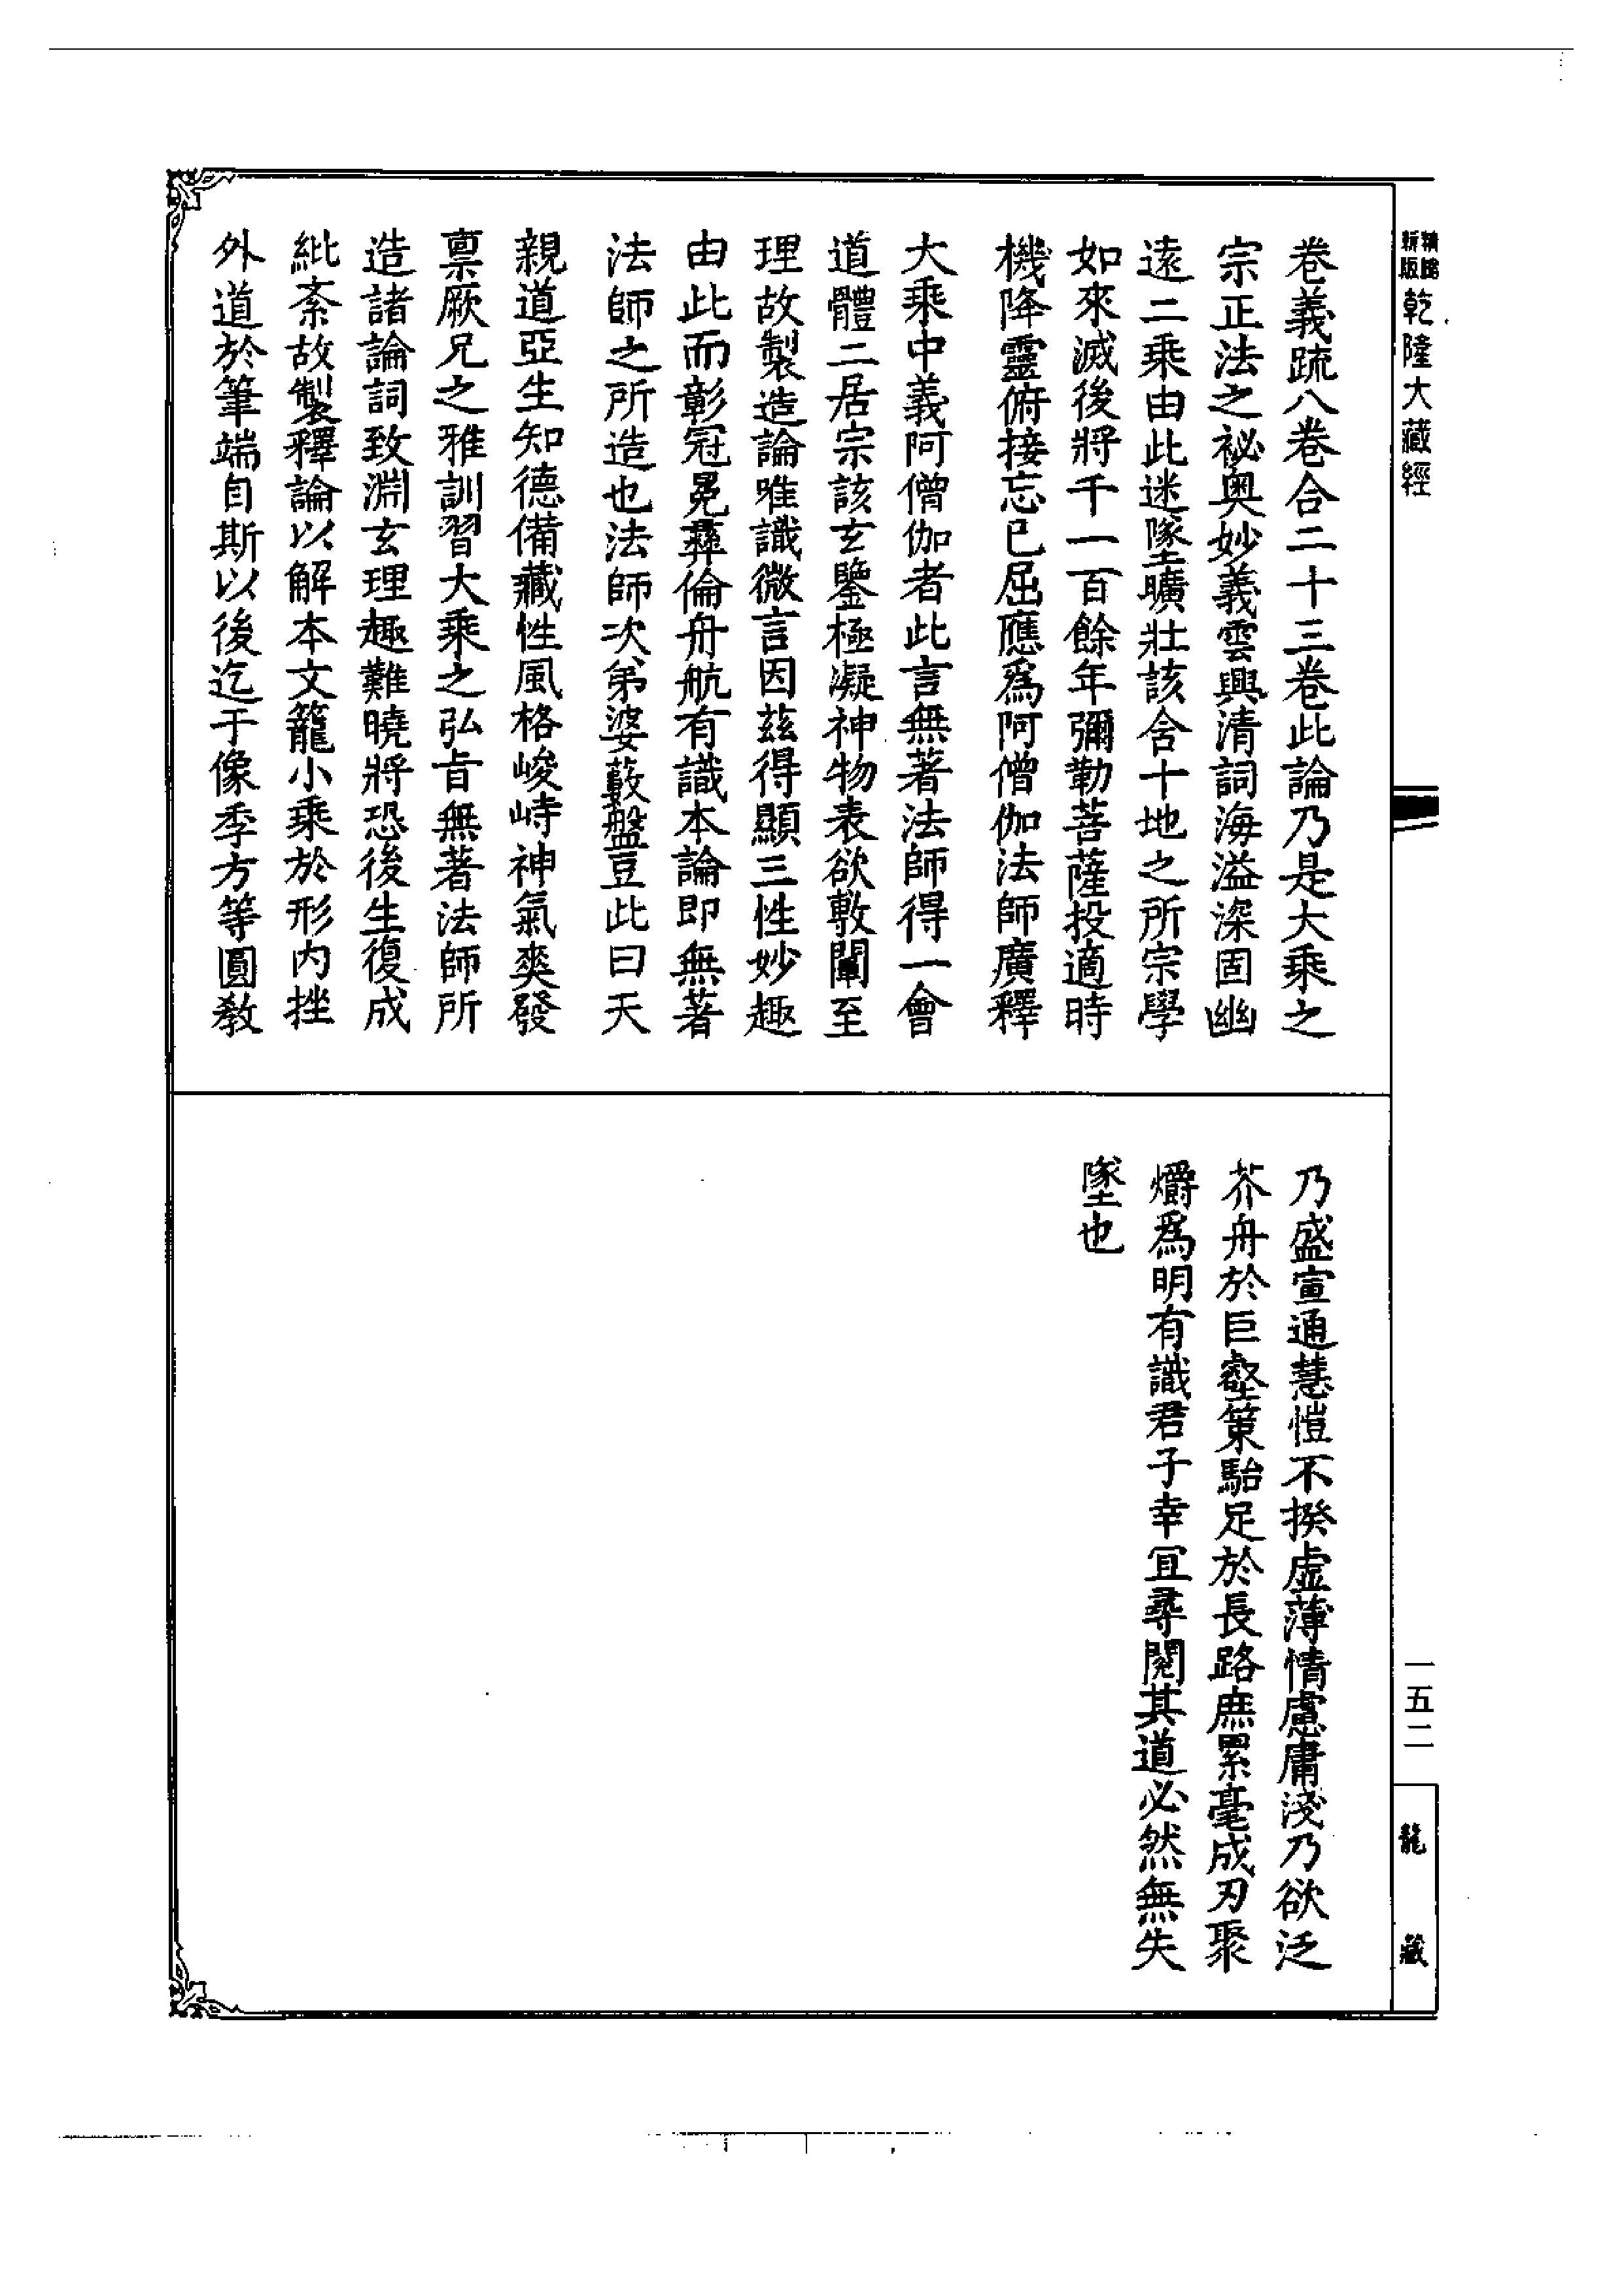 新版
精縮
乾隆大藏經
卷義疏八卷合二十三卷此論乃是大乘之
宗正法之祕奧妙義雲興清詞海溢深固幽
遠二乘由此迷墜曠壯該含十地之所宗學
如來滅後將千一百餘年彌勒菩薩投適時
機降靈俯接忘已屈應爲阿僧伽法師廣釋
大乘中義阿僧伽者此言無著法師得一會
道體二居宗該玄鑒極凝神物表欲敷闡至
理故製造論唯識微言因茲得顯三性妙趣
由此而彰冠冕彝倫舟航有識本論即無著
法師之所造也法師次弟婆藪盤豆此曰天
親道亞生知德備藏性風格峻峙神氣爽發
稟厥兄之雅訓習大乘之弘旨無著法師所
造諸論詞致淵玄理趣難曉將恐後生復成
紕紊故製釋論以解本文籠小乘於形內挫
外道於筆端自斯以後迄于像季方等圓教
乃盛宣通慧愷不揆虛薄情慮庸淺乃欲泛
芥舟於巨壑策駘足於長路庶累毫成刃聚
爝爲明有識君子幸宜尋閱其道必然無失
墜也
一五二
龍藏